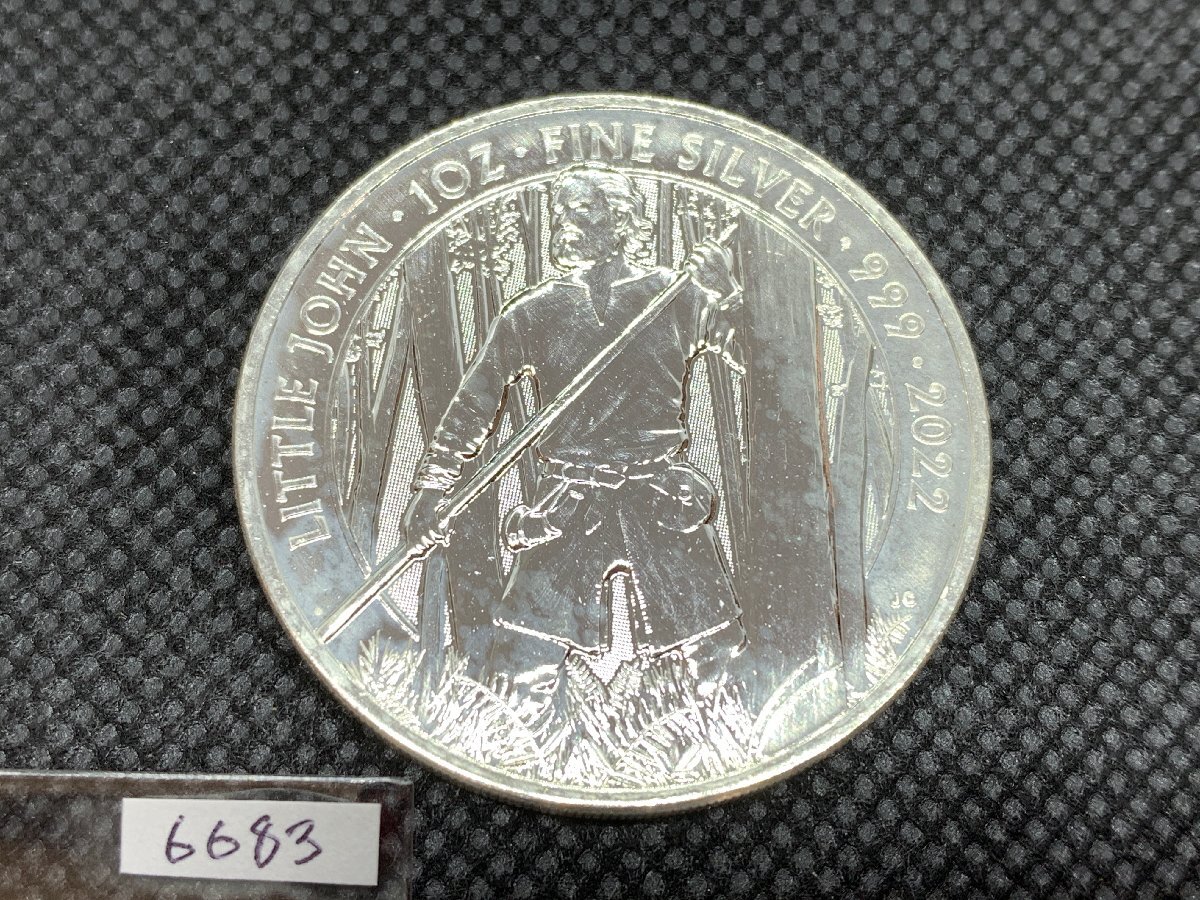 LITTLE JOHN · 1OZ · FINE SILVER · 999 · 2022
JC
6683